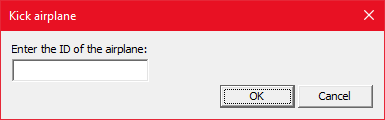 Kick airplane
Enter the ID of the airplane:
OK
Cancel